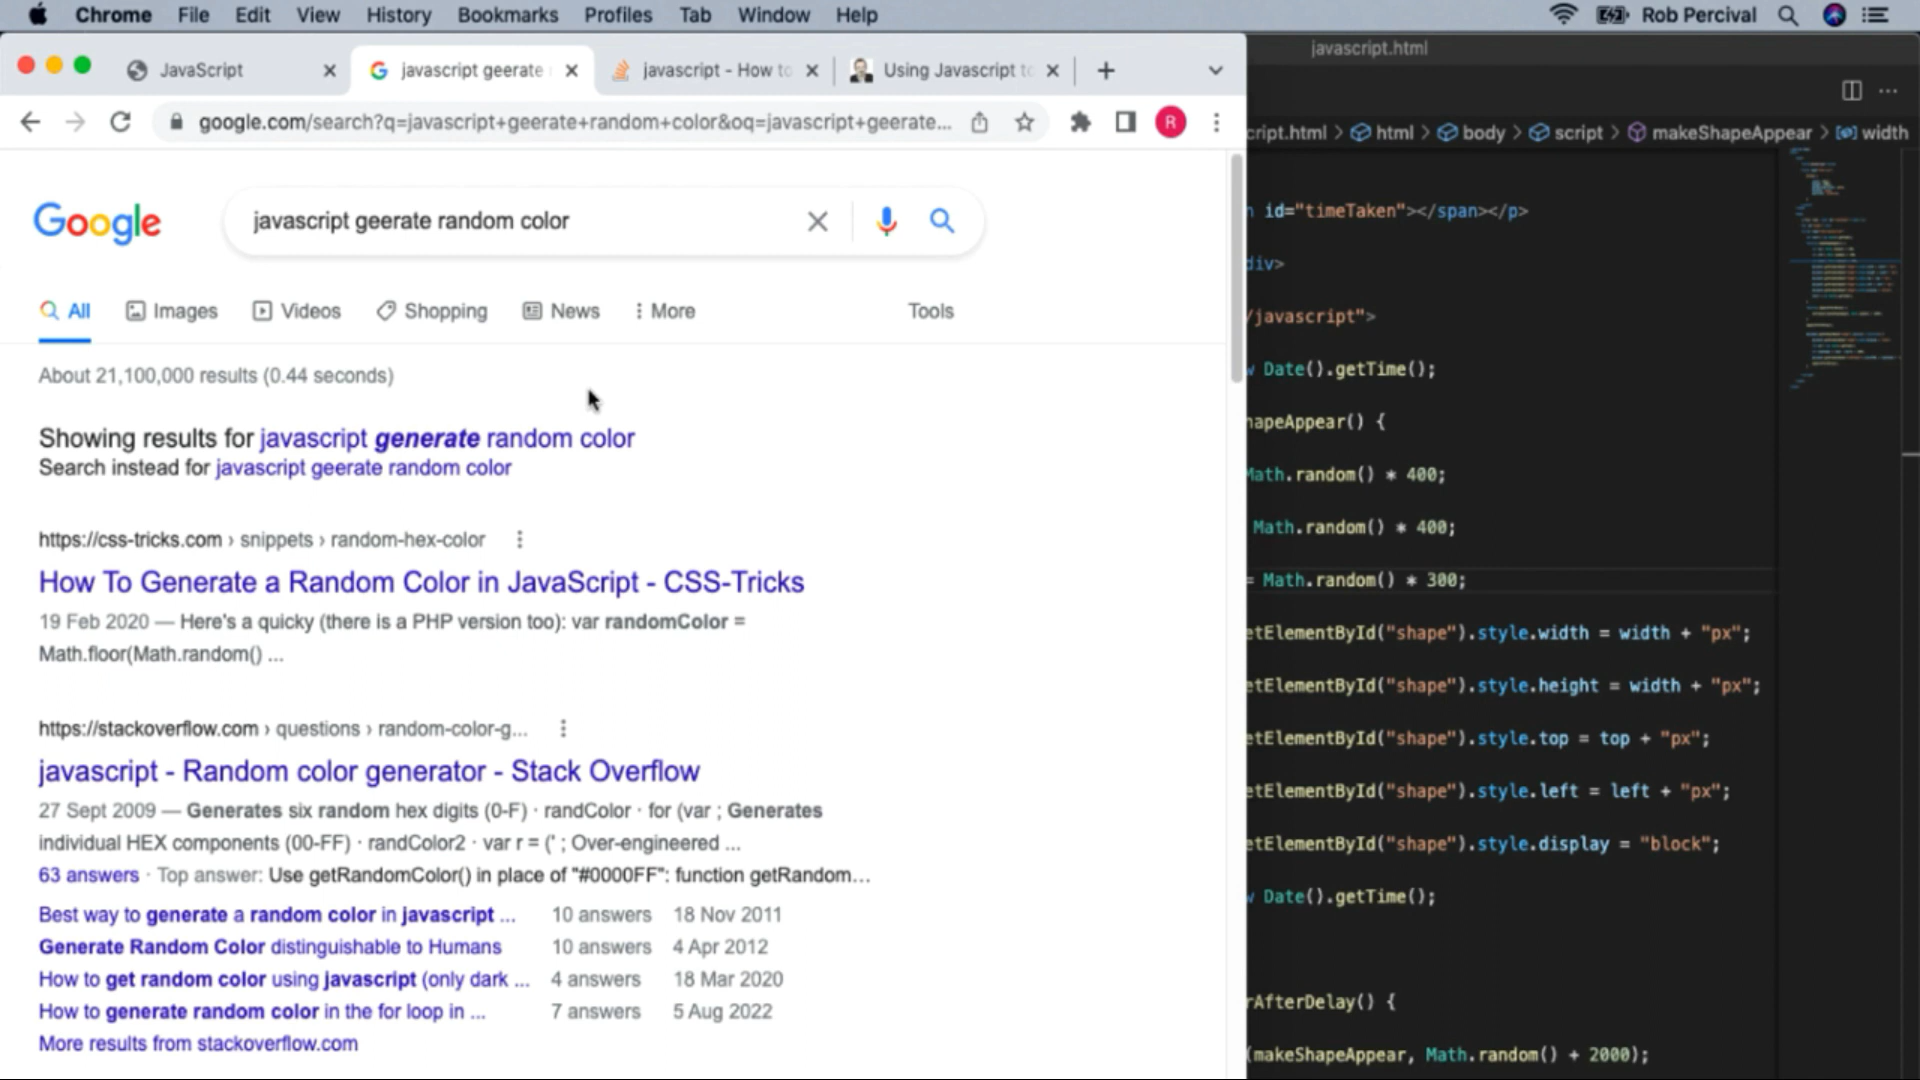 Chrome File Edit View History Bookmarks Profiles Tab Window Help Rob Percival
JavaScript
javascript geerate
javascript - How to
Using Javascript to
google.com/search?q=javascript+geerate+random+color&oq=javascript+geerate...
R
Google
javascript geerate random color
All Images Videos Shopping News More Tools
About 21,100,000 results (0.44 seconds)
Showing results for javascript generate random color
Search instead for javascript geerate random color
https://css-tricks.com › snippets › random-hex-color
How To Generate a Random Color in JavaScript - CSS-Tricks
19 Feb 2020 — Here's a quicky (there is a PHP version too): var randomColor =
Math.floor(Math.random() ...
https://stackoverflow.com › questions › random-color-g...
javascript - Random color generator - Stack Overflow
27 Sept 2009 — Generates six random hex digits (0-F) · randColor · for (var ; Generates
individual HEX components (00-FF) · randColor2 · var r = (' ; Over-engineered ...
63 answers · Top answer: Use getRandomColor() in place of "#0000FF": function getRandom...
Best way to generate a random color in javascript ... 10 answers 18 Nov 2011
Generate Random Color distinguishable to Humans 10 answers 4 Apr 2012
How to get random color using javascript (only dark ... 4 answers 18 Mar 2020
How to generate random color in the for loop in ... 7 answers 5 Aug 2022
More results from stackoverflow.com
javascript.html
cript.html > html > body > script > makeShapeAppear > width
id="timeTaken"></span></p>
div>
/javascript">
Date().getTime();
hapeAppear() {
Math.random() * 400;
Math.random() * 400;
= Math.random() * 300;
etElementById("shape").style.width = width + "px";
etElementById("shape").style.height = width + "px";
etElementById("shape").style.top = top + "px";
etElementById("shape").style.left = left + "px";
etElementById("shape").style.display = "block";
Date().getTime();
rAfterDelay() {
(makeShapeAppear, Math.random() + 2000);